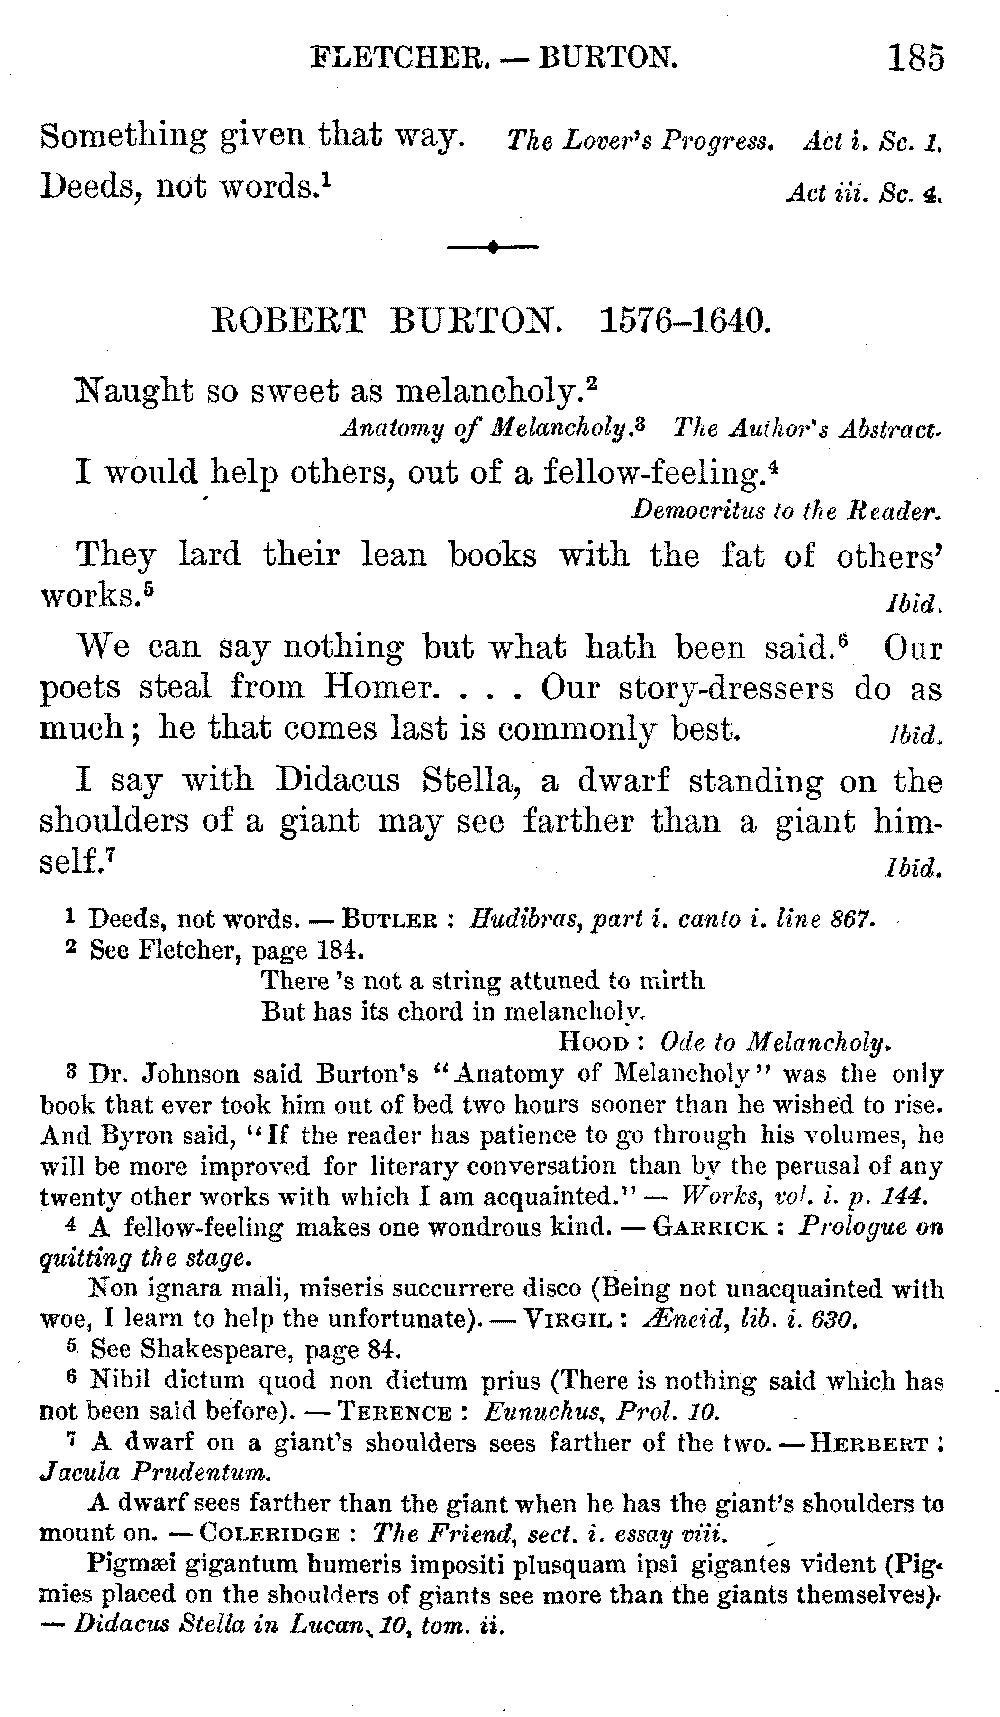 FLETCHER. — BURTON. 185
Something given that way. The Lover's Progress. Act i. Sc. 1.
Deeds, not words.¹ Act iii. Sc. 4.
ROBERT BURTON. 1576–1640.
Naught so sweet as melancholy.²
Anatomy of Melancholy.³ The Author's Abstract.
I would help others, out of a fellow-feeling.⁴
Democritus to the Reader.
They lard their lean books with the fat of others'
works.⁵ Ibid.
We can say nothing but what hath been said.⁶ Our
poets steal from Homer. . . . Our story-dressers do as
much; he that comes last is commonly best. Ibid.
I say with Didacus Stella, a dwarf standing on the
shoulders of a giant may see farther than a giant him-
self.⁷ Ibid.
¹ Deeds, not words. — BUTLER : Hudibras, part i. canto i. line 867.
² See Fletcher, page 184.
There 's not a string attuned to mirth
But has its chord in melancholy.
HOOD : Ode to Melancholy.
³ Dr. Johnson said Burton's "Anatomy of Melancholy" was the only
book that ever took him out of bed two hours sooner than he wished to rise.
And Byron said, "If the reader has patience to go through his volumes, he
will be more improved for literary conversation than by the perusal of any
twenty other works with which I am acquainted." — Works, vol. i. p. 144.
⁴ A fellow-feeling makes one wondrous kind. — GARRICK : Prologue on
quitting the stage.
Non ignara mali, miseris succurrere disco (Being not unacquainted with
woe, I learn to help the unfortunate). — VIRGIL : Æneid, lib. i. 630.
⁵ See Shakespeare, page 84.
⁶ Nihil dictum quod non dictum prius (There is nothing said which has
not been said before). — TERENCE : Eunuchus, Prol. 10.
⁷ A dwarf on a giant's shoulders sees farther of the two. — HERBERT :
Jacula Prudentum.
A dwarf sees farther than the giant when he has the giant's shoulders to
mount on. — COLERIDGE : The Friend, sect. i. essay viii.
Pigmæi gigantum humeris impositi plusquam ipsi gigantes vident (Pig-
mies placed on the shoulders of giants see more than the giants themselves).
— Didacus Stella in Lucan, 10, tom. ii.